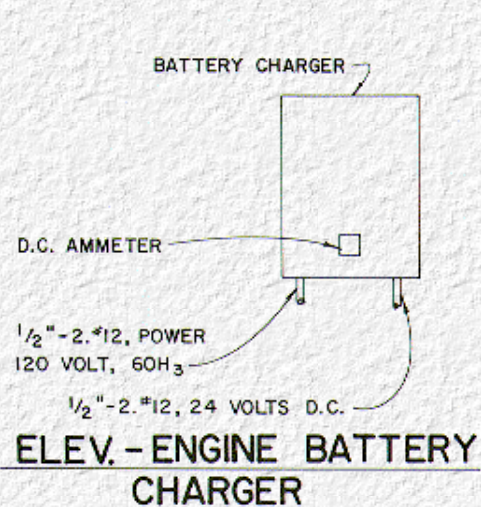 BATTERY CHARGER
D.C. AMMETER
1/2"-2.#12, POWER
120 VOLT, 60H3
1/2"-2.#12, 24 VOLTS D.C.
ELEV.-ENGINE BATTERY
CHARGER